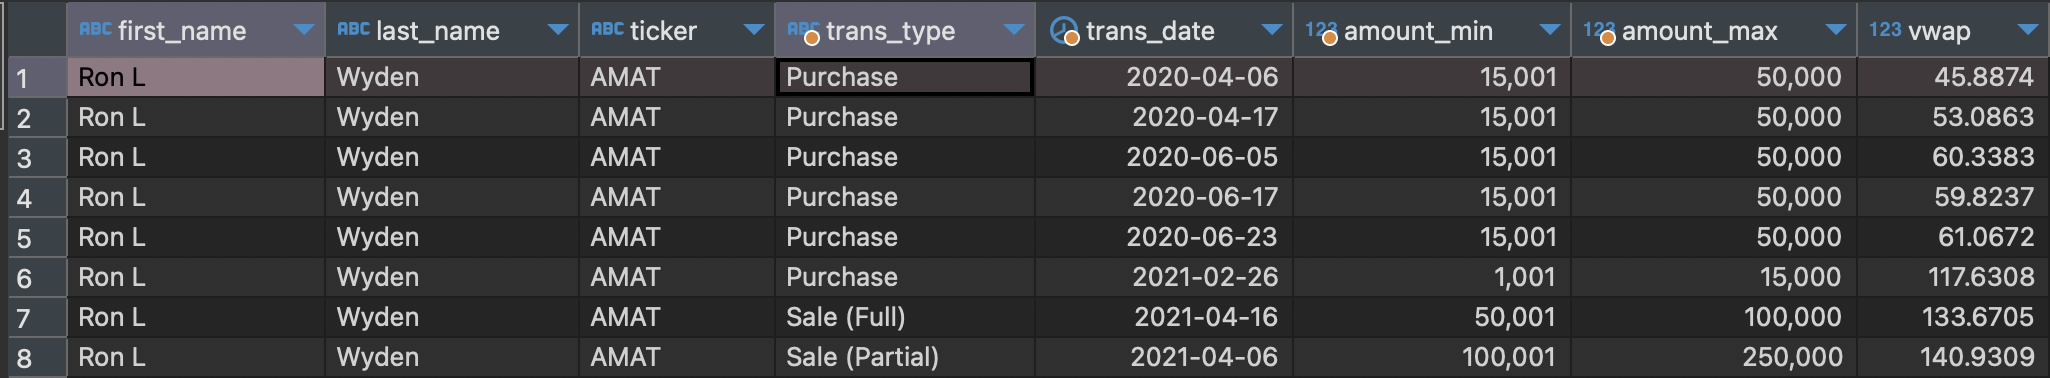 ABC first_name ABC last_name ABC ticker ABC trans_type trans_date 123 amount_min 123 amount_max 123 vwap
1 Ron L Wyden AMAT Purchase 2020-04-06 15,001 50,000 45.8874
2 Ron L Wyden AMAT Purchase 2020-04-17 15,001 50,000 53.0863
3 Ron L Wyden AMAT Purchase 2020-06-05 15,001 50,000 60.3383
4 Ron L Wyden AMAT Purchase 2020-06-17 15,001 50,000 59.8237
5 Ron L Wyden AMAT Purchase 2020-06-23 15,001 50,000 61.0672
6 Ron L Wyden AMAT Purchase 2021-02-26 1,001 15,000 117.6308
7 Ron L Wyden AMAT Sale (Full) 2021-04-16 50,001 100,000 133.6705
8 Ron L Wyden AMAT Sale (Partial) 2021-04-06 100,001 250,000 140.9309